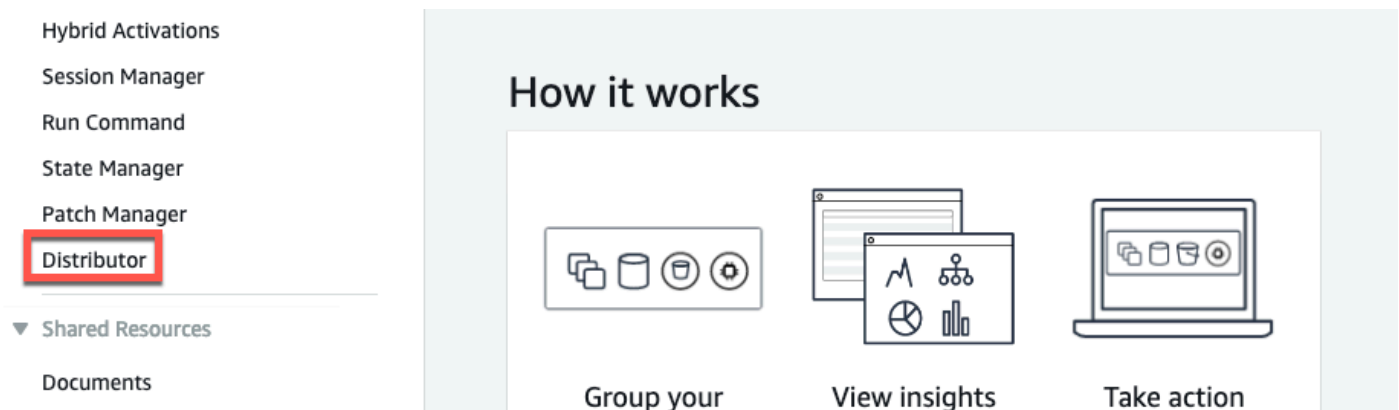 Hybrid Activations
Session Manager
Run Command
State Manager
Patch Manager
Distributor
Shared Resources
Documents
How it works
Group your
View insights
Take action